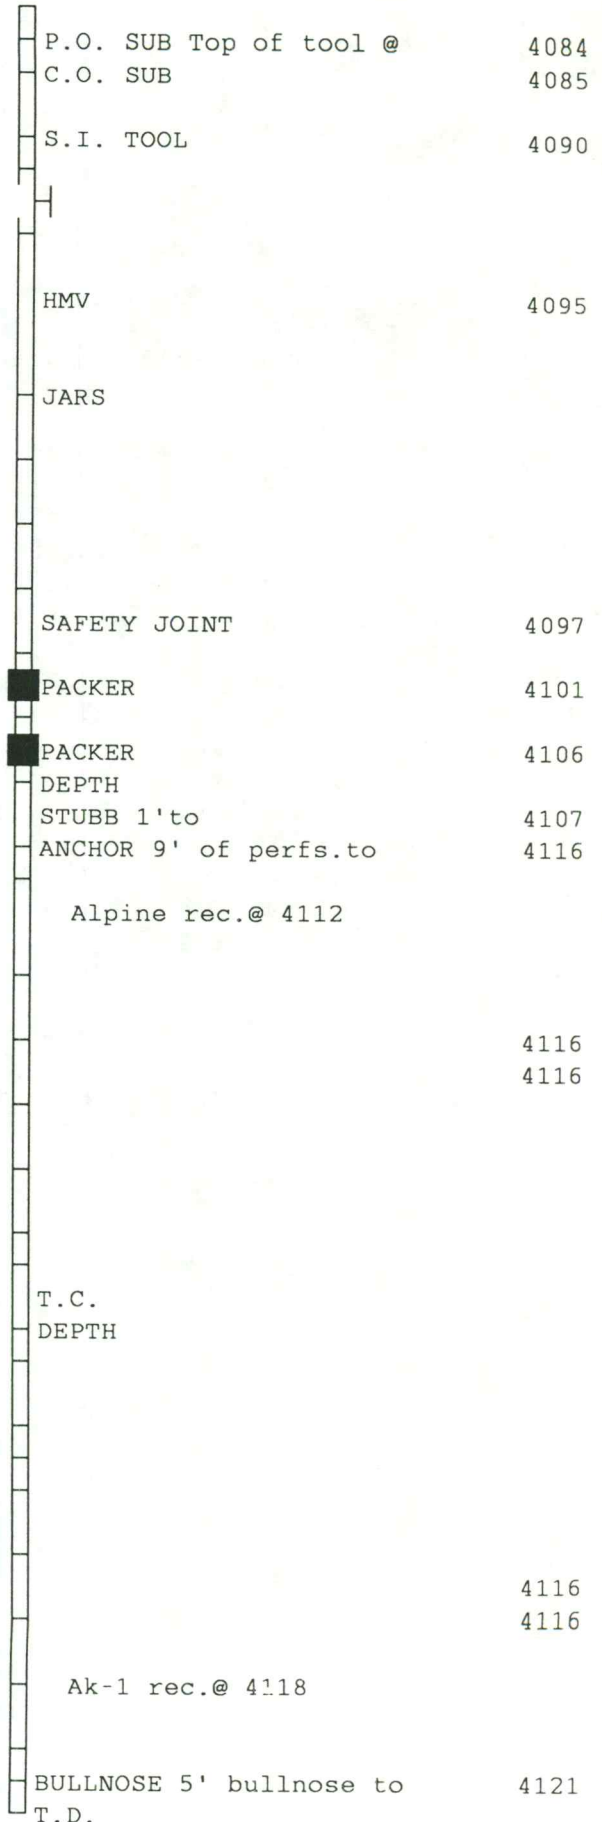 P.O. SUB Top of tool @ 4084
C.O. SUB 4085
S.I. TOOL 4090
HMV 4095
JARS
SAFETY JOINT 4097
PACKER 4101
PACKER 4106
DEPTH
STUBB 1'to 4107
ANCHOR 9' of perfs.to 4116
Alpine rec.@ 4112
4116
4116
T.C.
DEPTH
4116
4116
Ak-1 rec.@ 4118
BULLNOSE 5' bullnose to 4121
T.D.